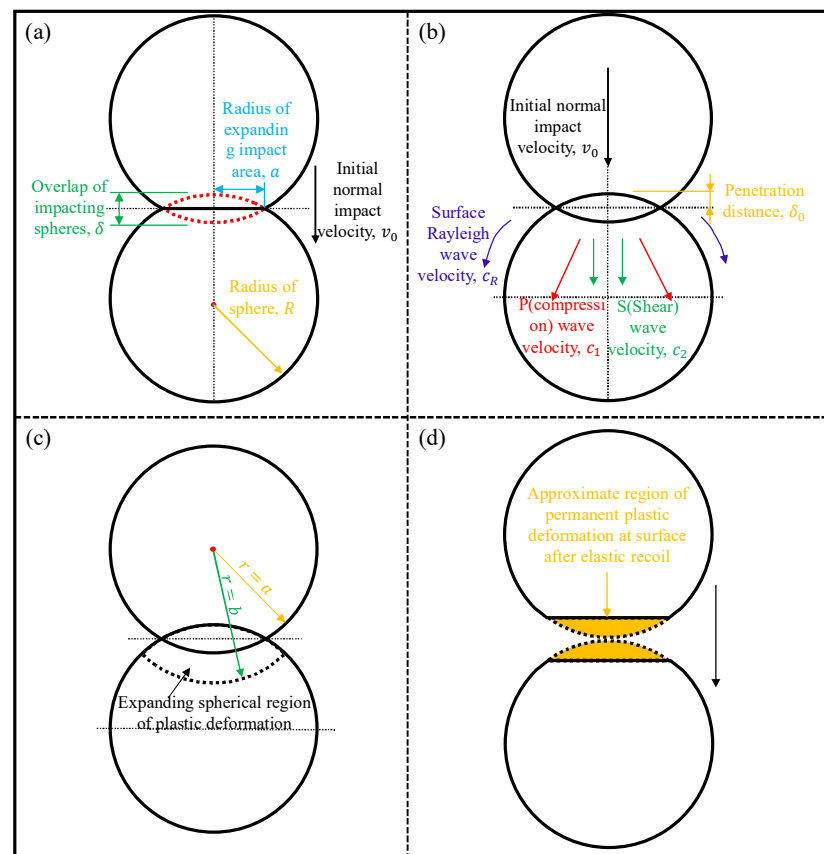 (a)
Radius of
expandin
g impact
area, a
Overlap of
impacting
spheres, δ
Initial
normal
impact
velocity, v₀
Radius of
sphere, R
(b)
Initial normal
impact
velocity, v₀
Penetration
distance, δ₀
Surface
Rayleigh
wave
velocity, c_R
P(compressi
on) wave
velocity, c₁
S(Shear)
wave
velocity, c₂
(c)
r = a
r = b
Expanding spherical region
of plastic deformation
(d)
Approximate region of
permanent plastic
deformation at surface
after elastic recoil